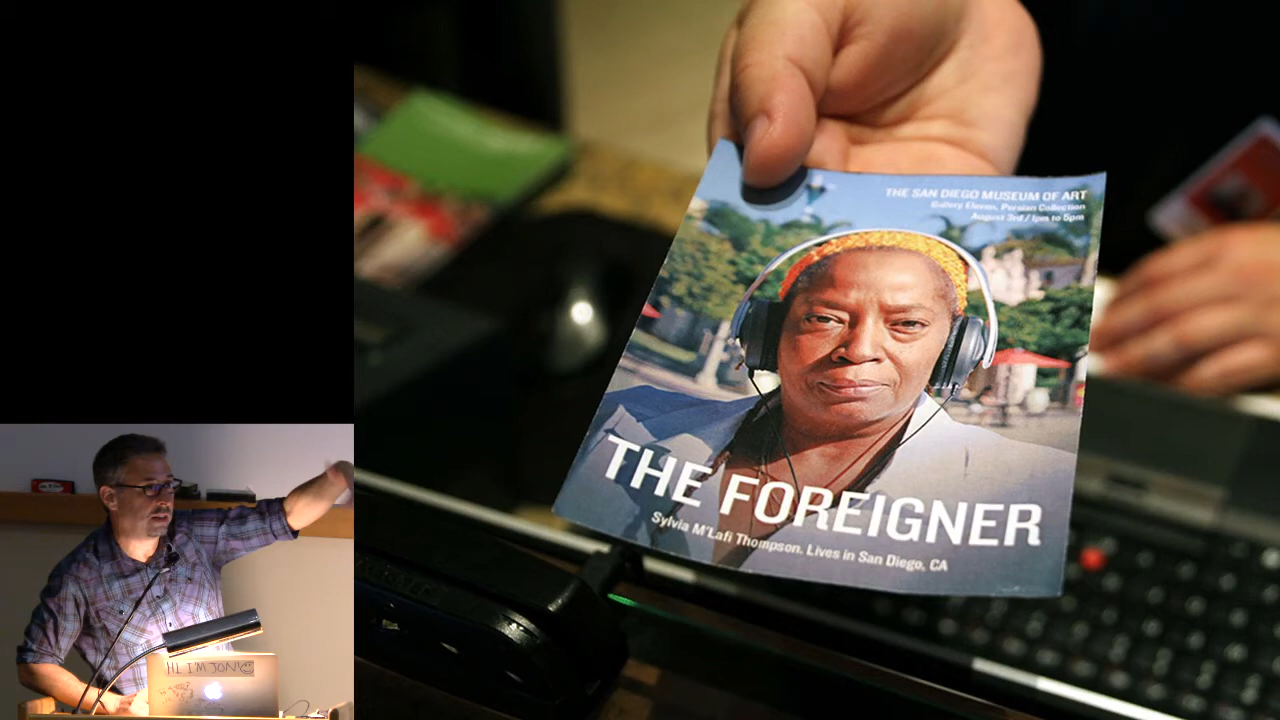 THE SAN DIEGO MUSEUM OF ART
Gallery Eleven, Persian Collection
August 3rd / 1pm to 5pm
THE FOREIGNER
Sylvia M'Lafi Thompson. Lives in San Diego, CA
HI I'M JON!